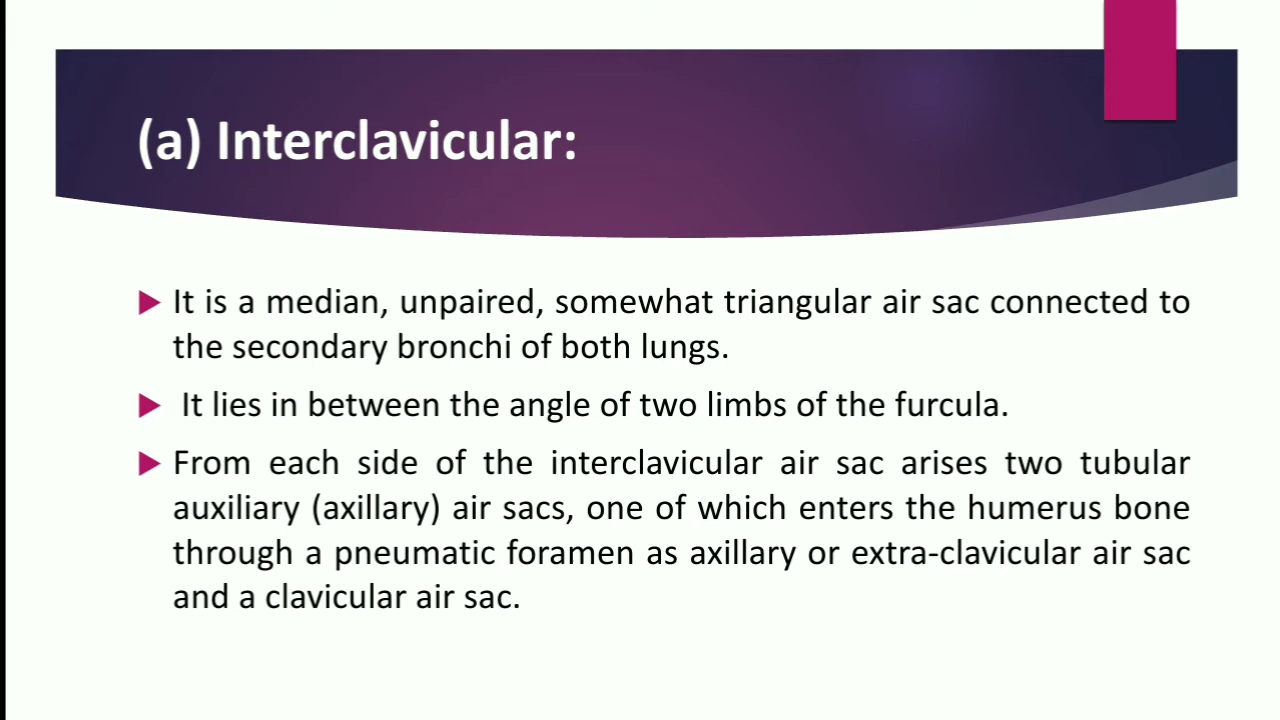 (a) Interclavicular:
It is a median, unpaired, somewhat triangular air sac connected to
the secondary bronchi of both lungs.
It lies in between the angle of two limbs of the furcula.
From each side of the interclavicular air sac arises two tubular
auxiliary (axillary) air sacs, one of which enters the humerus bone
through a pneumatic foramen as axillary or extra-clavicular air sac
and a clavicular air sac.